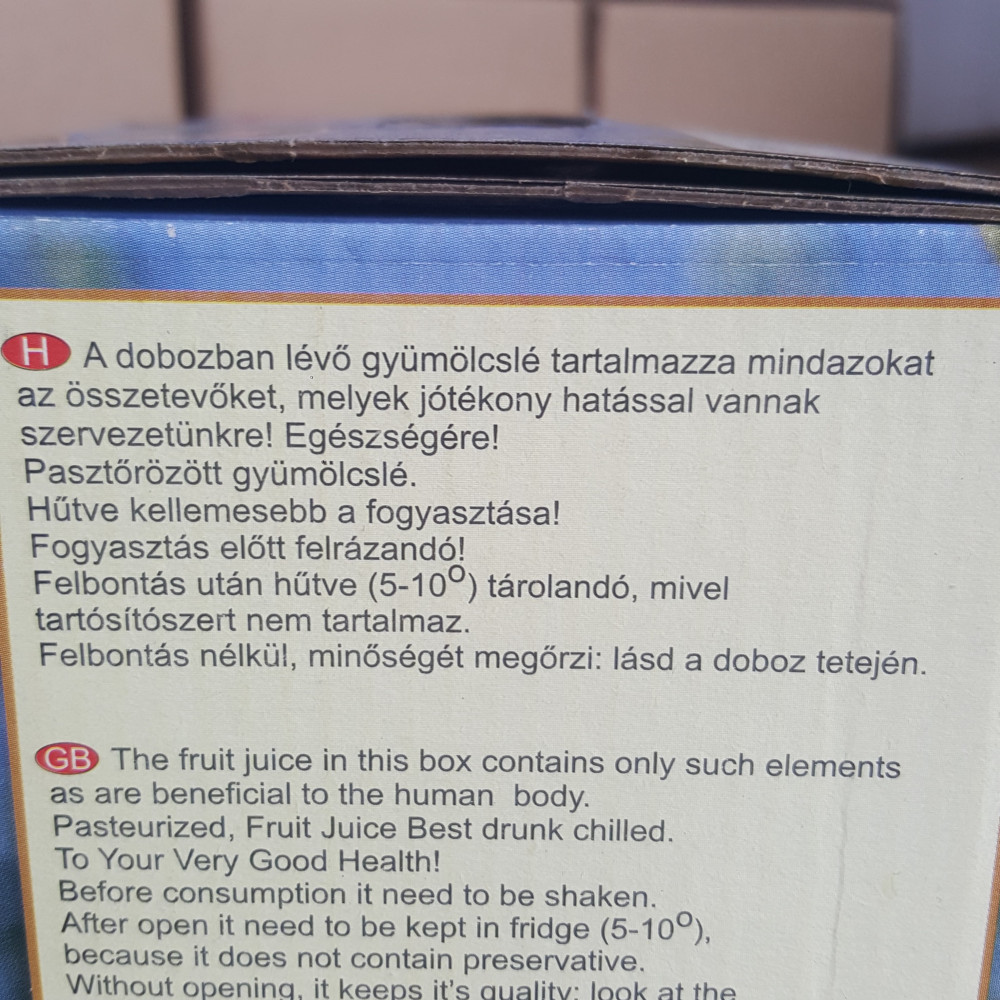 H A dobozban lévő gyümölcslé tartalmazza mindazokat
az összetevőket, melyek jótékony hatással vannak
szervezetünkre! Egészségére!
Pasztőrözött gyümölcslé.
Hűtve kellemesebb a fogyasztása!
Fogyasztás előtt felrázandó!
Felbontás után hűtve (5-10⁰) tárolandó, mivel
tartósítószert nem tartalmaz.
Felbontás nélkül, minőségét megőrzi: lásd a doboz tetején.
GB The fruit juice in this box contains only such elements
as are beneficial to the human body.
Pasteurized, Fruit Juice Best drunk chilled.
To Your Very Good Health!
Before consumption it need to be shaken.
After open it need to be kept in fridge (5-10⁰),
because it does not contain preservative.
Without opening, it keeps it's quality: look at the